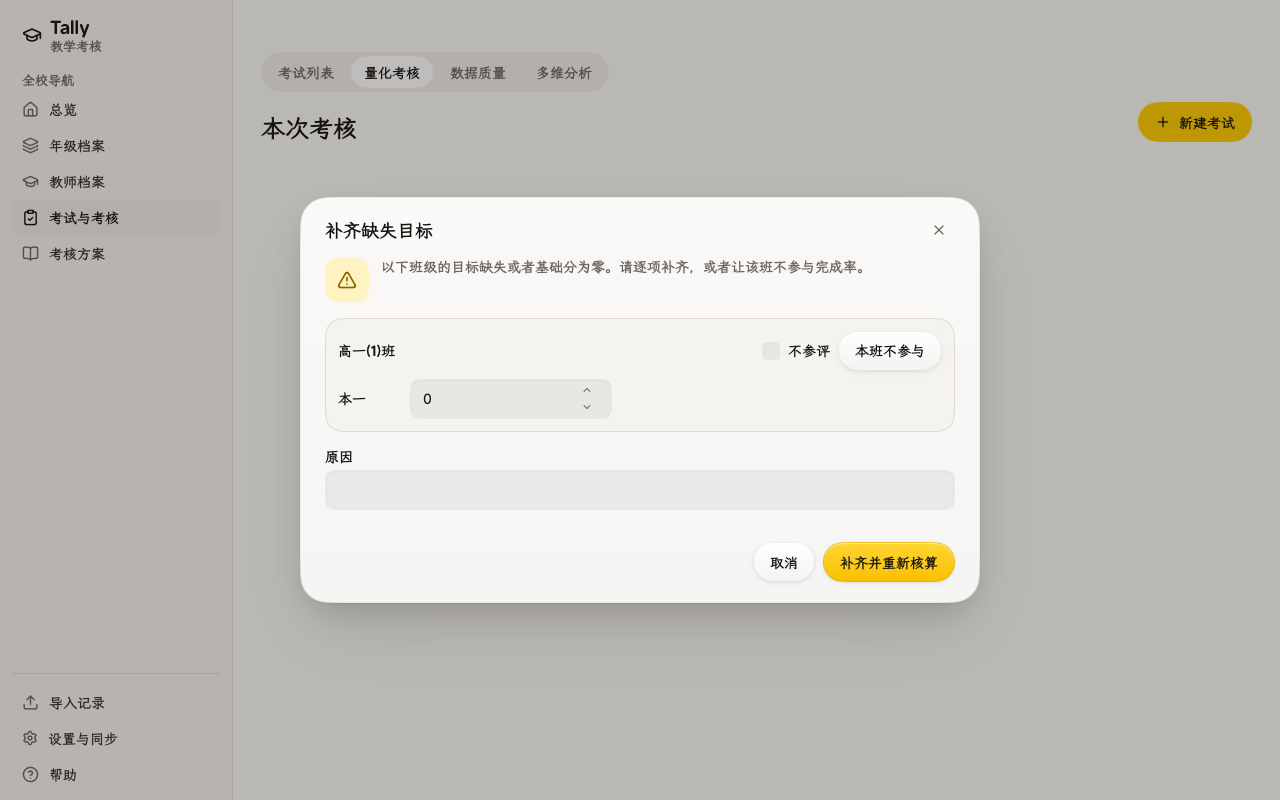 Tally
教学考核
全校导航
总览
年级档案
教师档案
考试与考核
考核方案
导入记录
设置与同步
帮助
考试列表
量化考核
数据质量
多维分析
本次考核
新建考试
补齐缺失目标
以下班级的目标缺失或者基础分为零。请逐项补齐，或者让该班不参与完成率。
高一(1)班
不参评
本班不参与
本一
0
原因
取消
补齐并重新核算